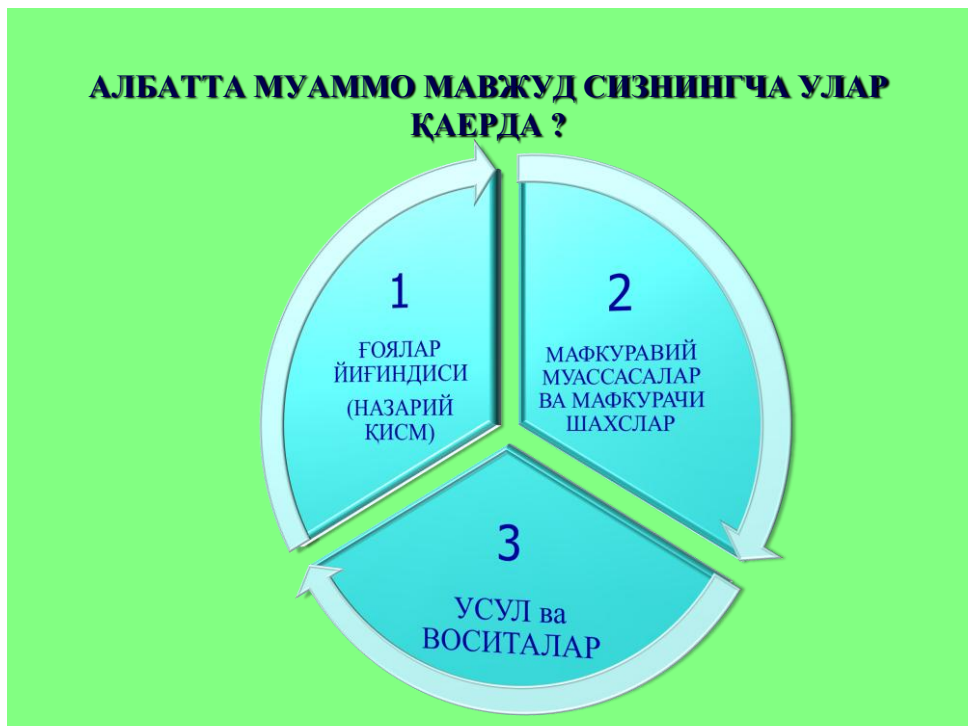 АЛБАТТА МУАММО МАВЖУД СИЗНИНГЧА УЛАР
ҚАЕРДА ?
1
ҒОЯЛАР
ЙИҒИНДИСИ
(НАЗАРИЙ
ҚИСМ)
2
МАФКУРАВИЙ
МУАССАСАЛАР
ВА МАФКУРАЧИ
ШАХСЛАР
3
УСУЛ ва
ВОСИТАЛАР